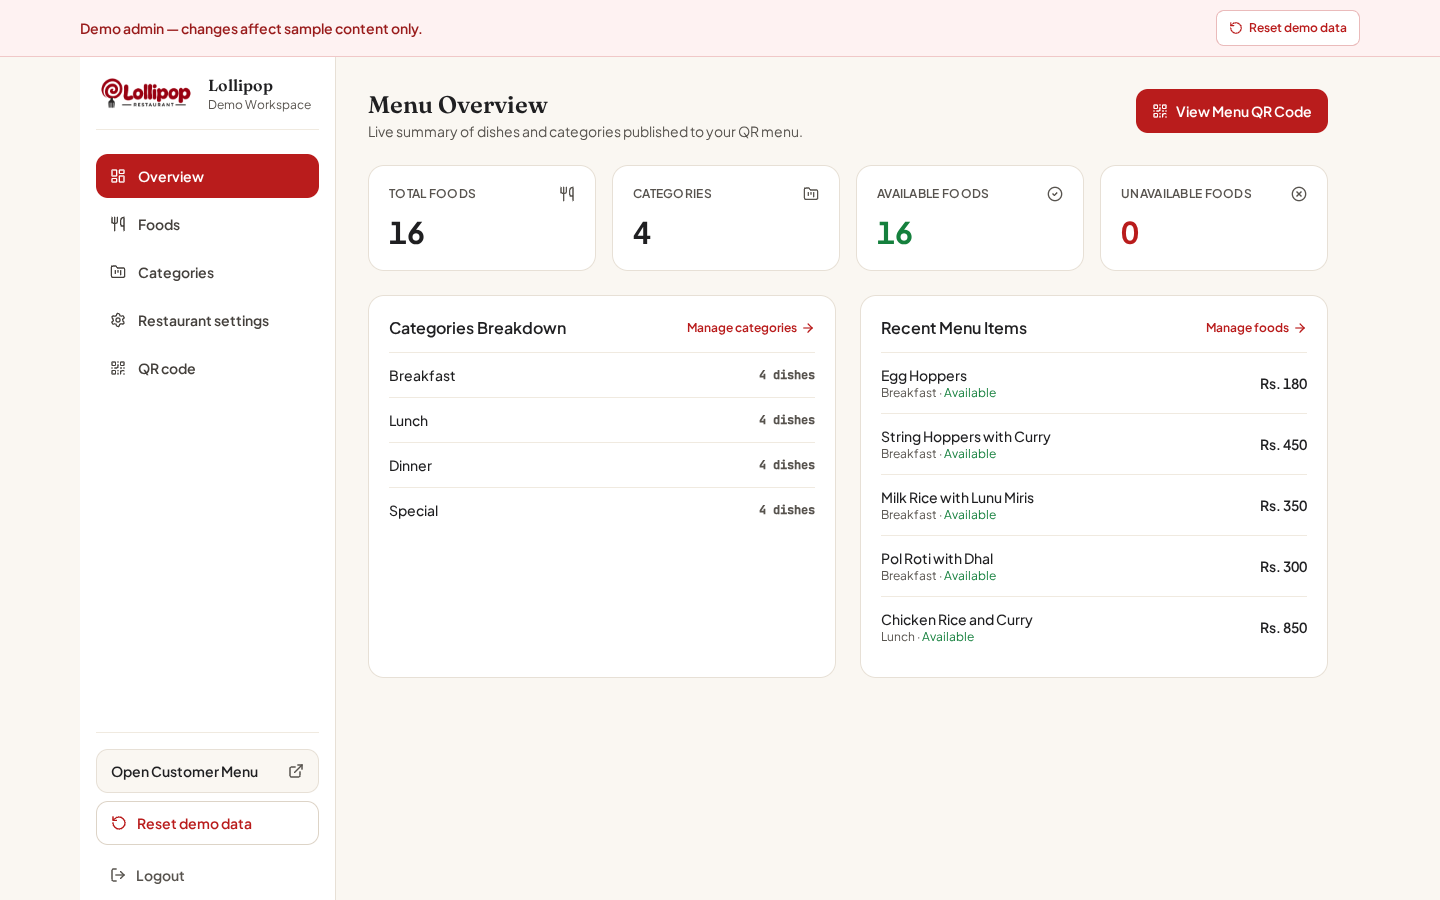 Demo admin — changes affect sample content only.
Reset demo data
Lollipop
RESTAURANT
Lollipop
Demo Workspace
Overview
Foods
Categories
Restaurant settings
QR code
Open Customer Menu
Reset demo data
Logout
Menu Overview
Live summary of dishes and categories published to your QR menu.
View Menu QR Code
TOTAL FOODS
16
CATEGORIES
4
AVAILABLE FOODS
16
UNAVAILABLE FOODS
0
Categories Breakdown
Manage categories →
Breakfast 4 dishes
Lunch 4 dishes
Dinner 4 dishes
Special 4 dishes
Recent Menu Items
Manage foods →
Egg Hoppers
Breakfast · Available
Rs. 180
String Hoppers with Curry
Breakfast · Available
Rs. 450
Milk Rice with Lunu Miris
Breakfast · Available
Rs. 350
Pol Roti with Dhal
Breakfast · Available
Rs. 300
Chicken Rice and Curry
Lunch · Available
Rs. 850